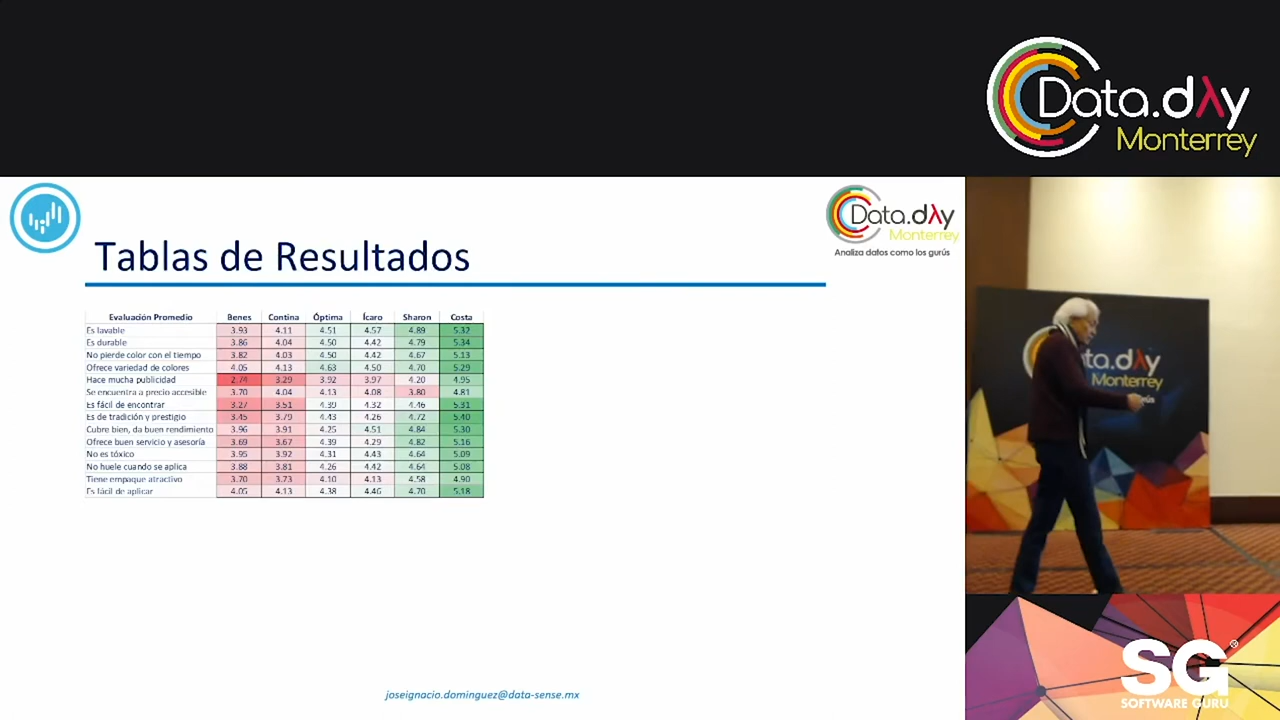 Data.dλy
Monterrey
Data.dλy
Monterrey
Analiza datos como los gurús
Tablas de Resultados
Evaluación Promedio Benes Contina Óptima Ícaro Sharon Costa
Es lavable 3.93 4.11 4.51 4.57 4.89 5.32
Es durable 3.86 4.04 4.50 4.42 4.79 5.34
No pierde color con el tiempo 3.82 4.03 4.50 4.42 4.67 5.13
Ofrece variedad de colores 4.05 4.13 4.63 4.50 4.70 5.29
Hace mucha publicidad 2.74 3.29 3.92 3.97 4.20 4.95
Se encuentra a precio accesible 3.70 4.04 4.13 4.08 3.80 4.81
Es fácil de encontrar 3.27 3.51 4.39 4.32 4.46 5.31
Es de tradición y prestigio 3.45 3.79 4.43 4.26 4.72 5.40
Cubre bien, da buen rendimiento 3.96 3.91 4.25 4.51 4.84 5.30
Ofrece buen servicio y asesoría 3.69 3.67 4.39 4.29 4.82 5.16
No es tóxico 3.95 3.92 4.31 4.43 4.64 5.09
No huele cuando se aplica 3.88 3.81 4.26 4.42 4.64 5.08
Tiene empaque atractivo 3.70 3.73 4.10 4.13 4.58 4.90
Es fácil de aplicar 4.05 4.13 4.38 4.46 4.70 5.18
ta.dλy
Monterrey
joseignacio.dominguez@data-sense.mx
SG
SOFTWARE GURU